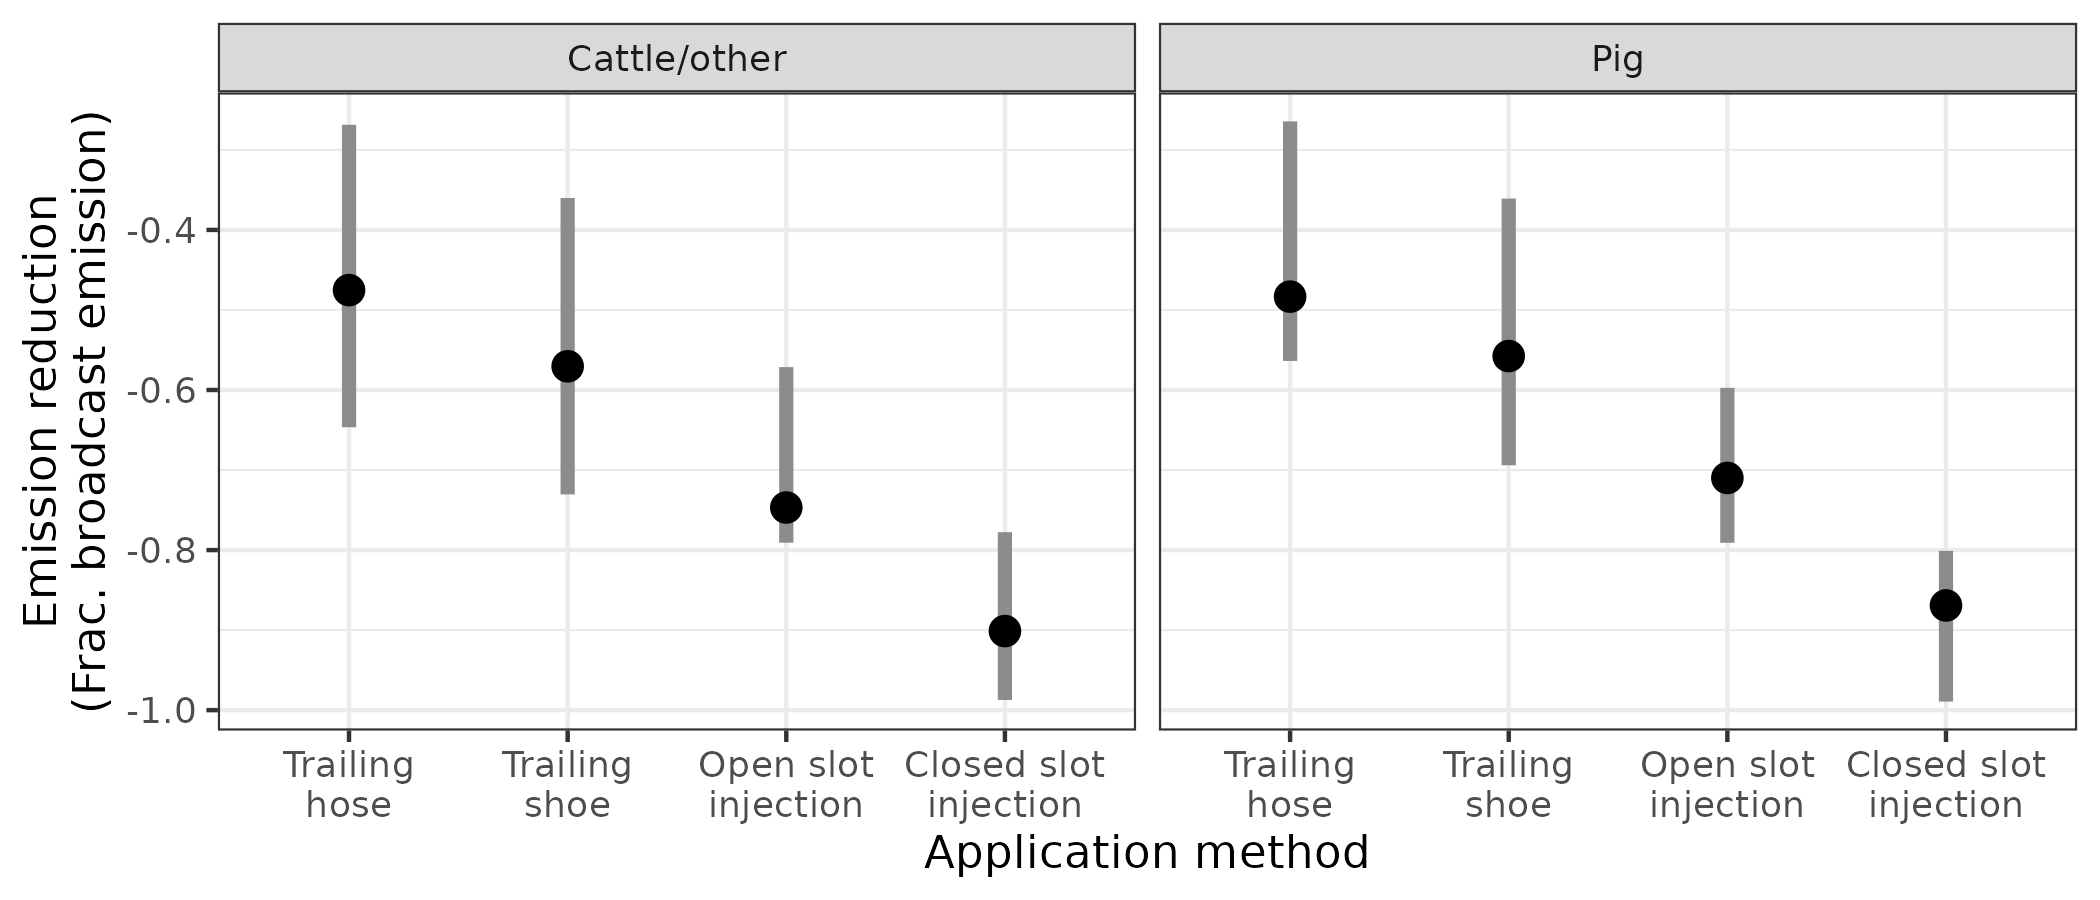 Cattle/other
Pig
Emission reduction
(Frac. broadcast emission)
-0.4
-0.6
-0.8
-1.0
Trailing
hose
Trailing
shoe
Open slot
injection
Closed slot
injection
Trailing
hose
Trailing
shoe
Open slot
injection
Closed slot
injection
Application method